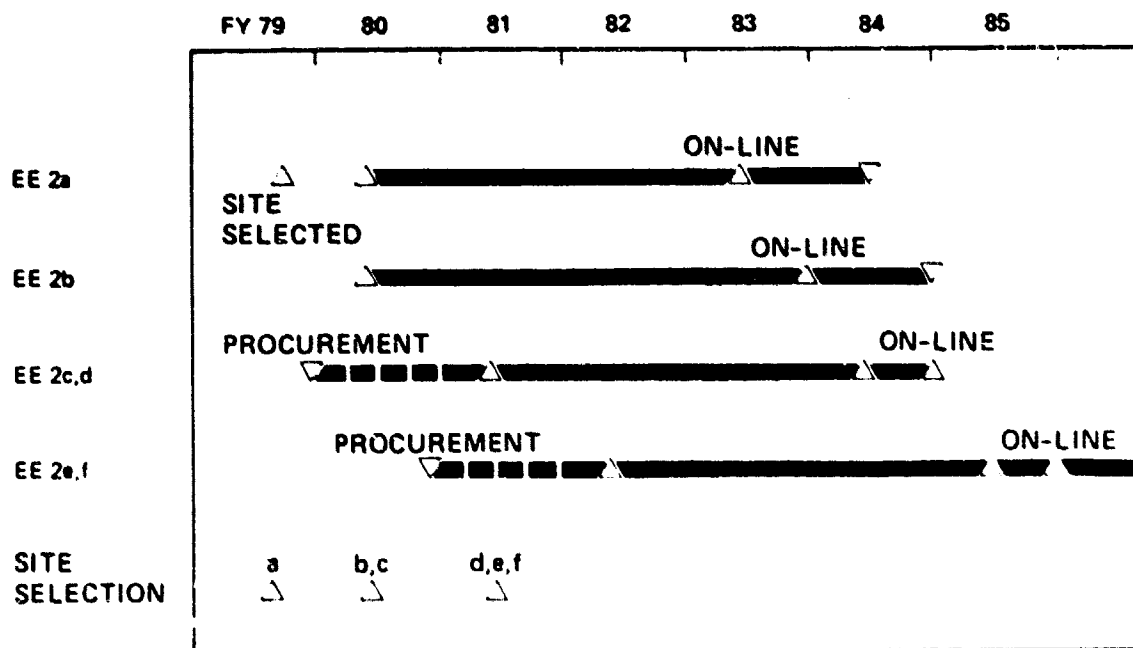 FY 79 80 81 82 83 84 85
ON-LINE
EE 2a
SITE
SELECTED
ON-LINE
EE 2b
PROCUREMENT ON-LINE
EE 2c,d
PROCUREMENT ON-LINE
EE 2e,f
SITE a b,c d,e,f
SELECTION